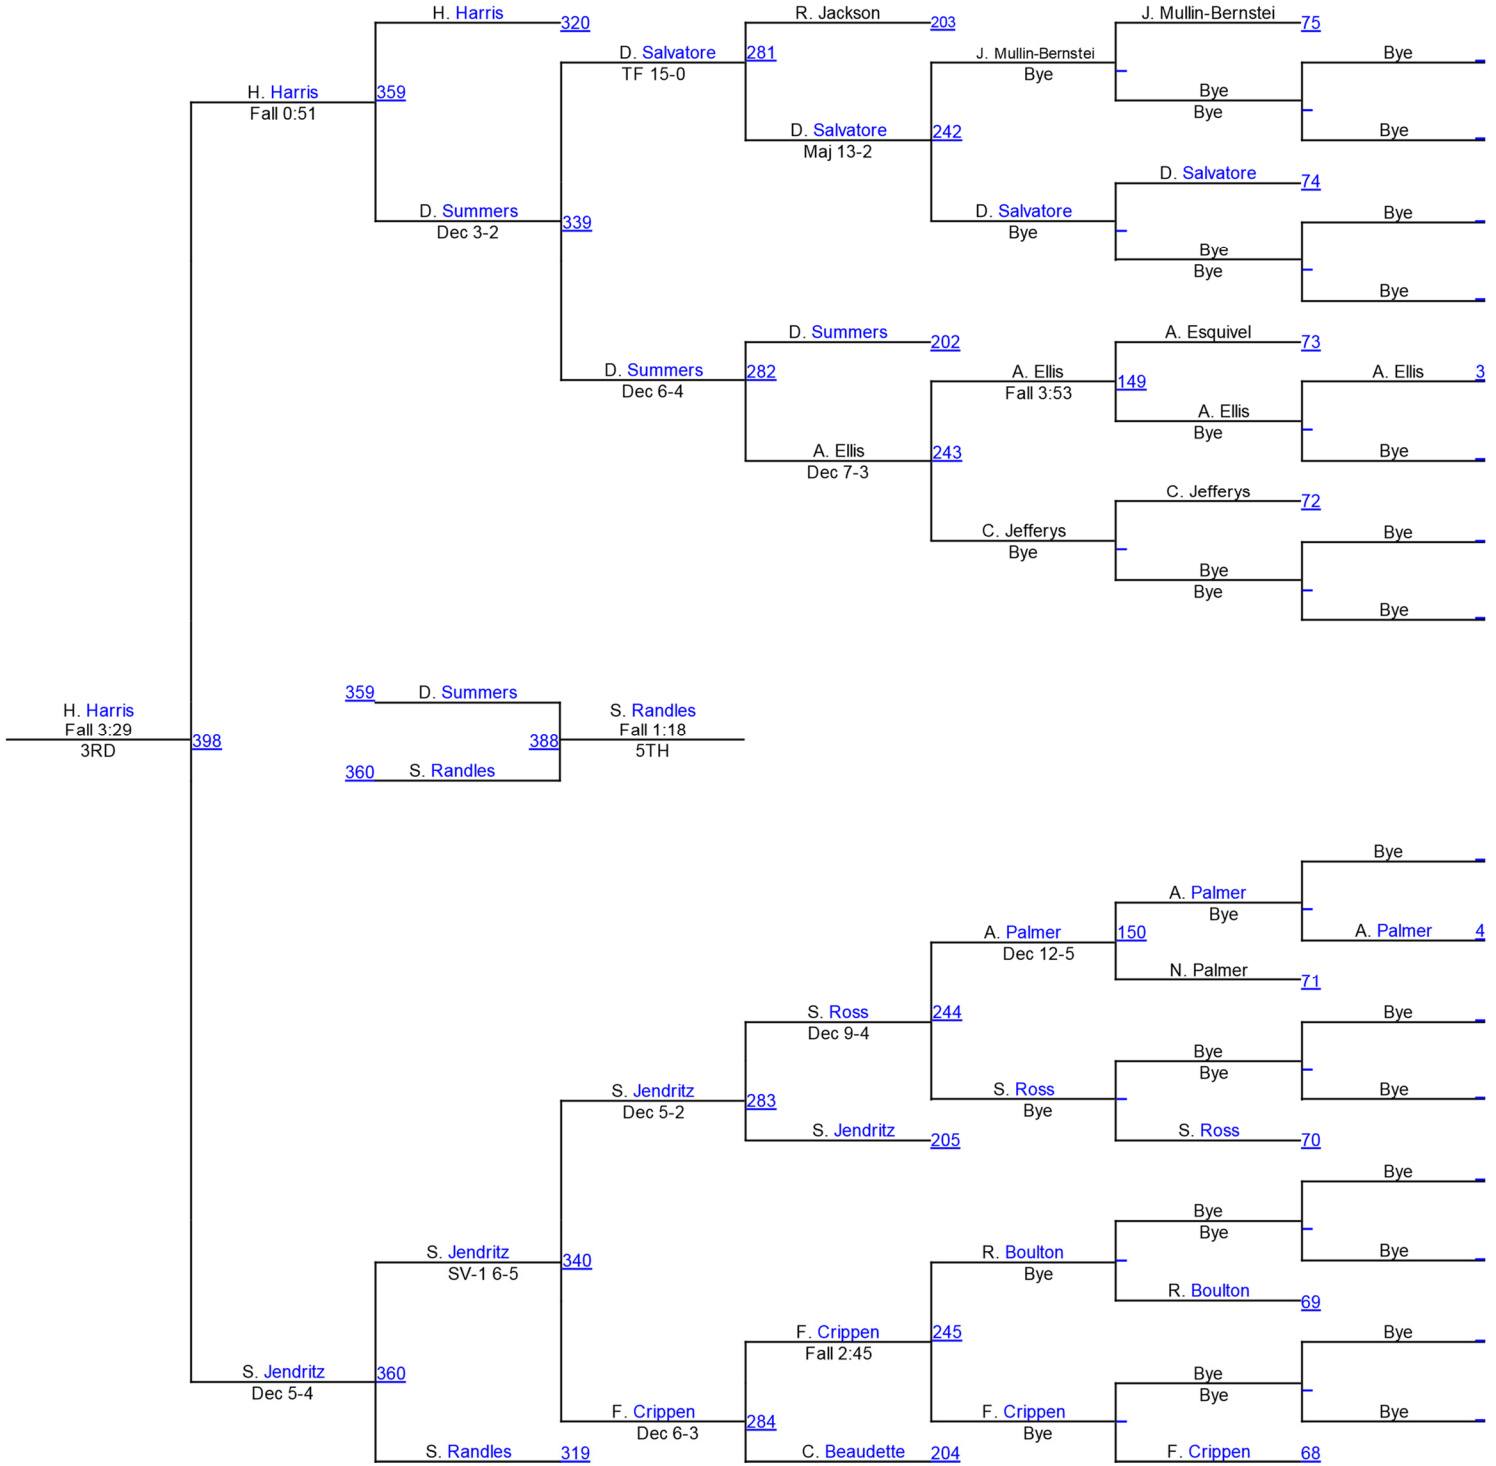 H. Harris
320
R. Jackson
203
J. Mullin-Bernstei
75
D. Salvatore
TF 15-0
281
J. Mullin-Bernstei
Bye
Bye
H. Harris
Fall 0:51
359
Bye
Bye
D. Salvatore
Maj 13-2
242
Bye
D. Salvatore
74
D. Summers
Dec 3-2
339
D. Salvatore
Bye
Bye
Bye
Bye
Bye
D. Summers
202
A. Esquivel
73
D. Summers
Dec 6-4
282
A. Ellis
Fall 3:53
149
A. Ellis
3
A. Ellis
Bye
A. Ellis
Dec 7-3
243
Bye
C. Jefferys
72
C. Jefferys
Bye
Bye
Bye
Bye
Bye
H. Harris
Fall 3:29
3RD
398
359
D. Summers
388
S. Randles
Fall 1:18
5TH
360
S. Randles
Bye
A. Palmer
Bye
A. Palmer
Dec 12-5
150
A. Palmer
4
N. Palmer
71
S. Ross
Dec 9-4
244
Bye
Bye
Bye
S. Jendritz
Dec 5-2
283
S. Ross
Bye
Bye
S. Jendritz
205
S. Ross
70
Bye
Bye
Bye
S. Jendritz
SV-1 6-5
340
R. Boulton
Bye
Bye
R. Boulton
69
F. Crippen
Fall 2:45
245
Bye
S. Jendritz
Dec 5-4
360
Bye
Bye
F. Crippen
Dec 6-3
284
F. Crippen
Bye
Bye
S. Randles
319
C. Beaudette
204
F. Crippen
68